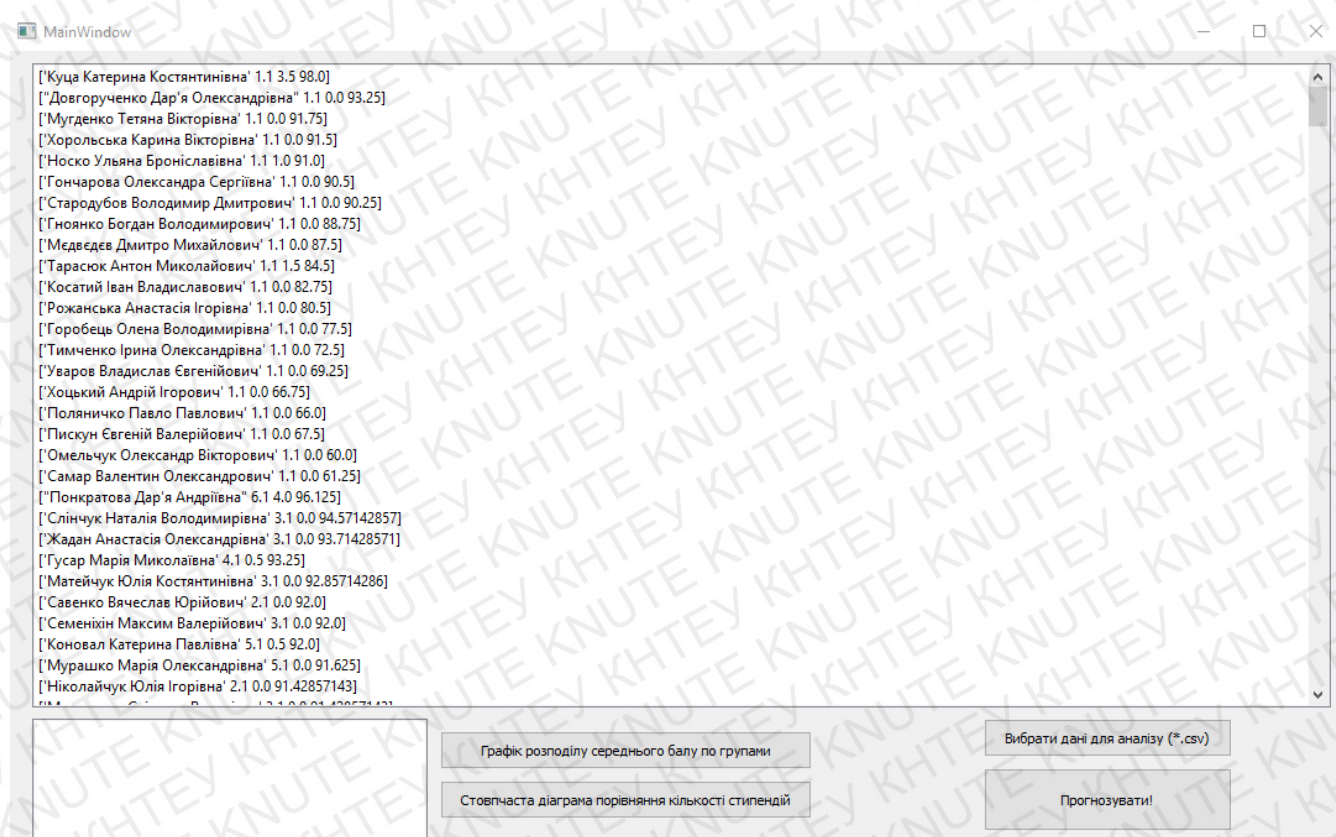 MainWindow
['Куца Катерина Костянтинівна' 1.1 3.5 98.0]
["Довгорученко Дар'я Олександрівна" 1.1 0.0 93.25]
['Мугденко Тетяна Вікторівна' 1.1 0.0 91.75]
['Хорольська Карина Вікторівна' 1.1 0.0 91.5]
['Носко Ульяна Броніславівна' 1.1 1.0 91.0]
['Гончарова Олександра Сергіївна' 1.1 0.0 90.5]
['Стародубов Володимир Дмитрович' 1.1 0.0 90.25]
['Гноянко Богдан Володимирович' 1.1 0.0 88.75]
['Мєдвєдєв Дмитро Михайлович' 1.1 0.0 87.5]
['Тарасюк Антон Миколайович' 1.1 1.5 84.5]
['Косатий Іван Владиславович' 1.1 0.0 82.75]
['Рожанська Анастасія Ігорівна' 1.1 0.0 80.5]
['Горобець Олена Володимирівна' 1.1 0.0 77.5]
['Тимченко Ірина Олександрівна' 1.1 0.0 72.5]
['Уваров Владислав Євгенійович' 1.1 0.0 69.25]
['Хоцький Андрій Ігорович' 1.1 0.0 66.75]
['Поляничко Павло Павлович' 1.1 0.0 66.0]
['Пискун Євгеній Валерійович' 1.1 0.0 67.5]
['Омельчук Олександр Вікторович' 1.1 0.0 60.0]
['Самар Валентин Олександрович' 1.1 0.0 61.25]
["Понкратова Дар'я Андріївна" 6.1 4.0 96.125]
['Слінчук Наталія Володимирівна' 3.1 0.0 94.57142857]
['Жадан Анастасія Олександрівна' 3.1 0.0 93.71428571]
['Гусар Марія Миколаївна' 4.1 0.5 93.25]
['Матейчук Юлія Костянтинівна' 3.1 0.0 92.85714286]
['Савенко Вячеслав Юрійович' 2.1 0.0 92.0]
['Семеніхін Максим Валерійович' 3.1 0.0 92.0]
['Коновал Катерина Павлівна' 5.1 0.5 92.0]
['Мурашко Марія Олександрівна' 5.1 0.0 91.625]
['Ніколайчук Юлія Ігорівна' 2.1 0.0 91.42857143]
Графік розподілу середнього балу по групами
Стовпчаста діаграма порівняння кількості стипендій
Вибрати дані для аналізу (*.csv)
Прогнозувати!